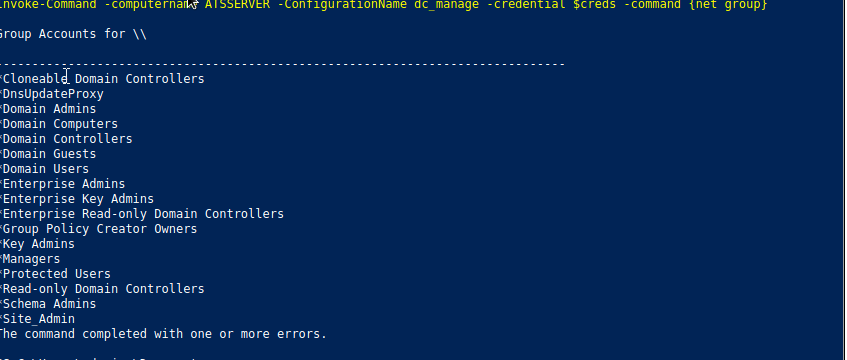 Invoke-Command -computername ATSSERVER -ConfigurationName dc_manage -credential $creds -command {net group}
Group Accounts for \\
-------------------------------------------------------------------------------
*Cloneable Domain Controllers
*DnsUpdateProxy
*Domain Admins
*Domain Computers
*Domain Controllers
*Domain Guests
*Domain Users
*Enterprise Admins
*Enterprise Key Admins
*Enterprise Read-only Domain Controllers
*Group Policy Creator Owners
*Key Admins
*Managers
*Protected Users
*Read-only Domain Controllers
*Schema Admins
*Site_Admin
The command completed with one or more errors.